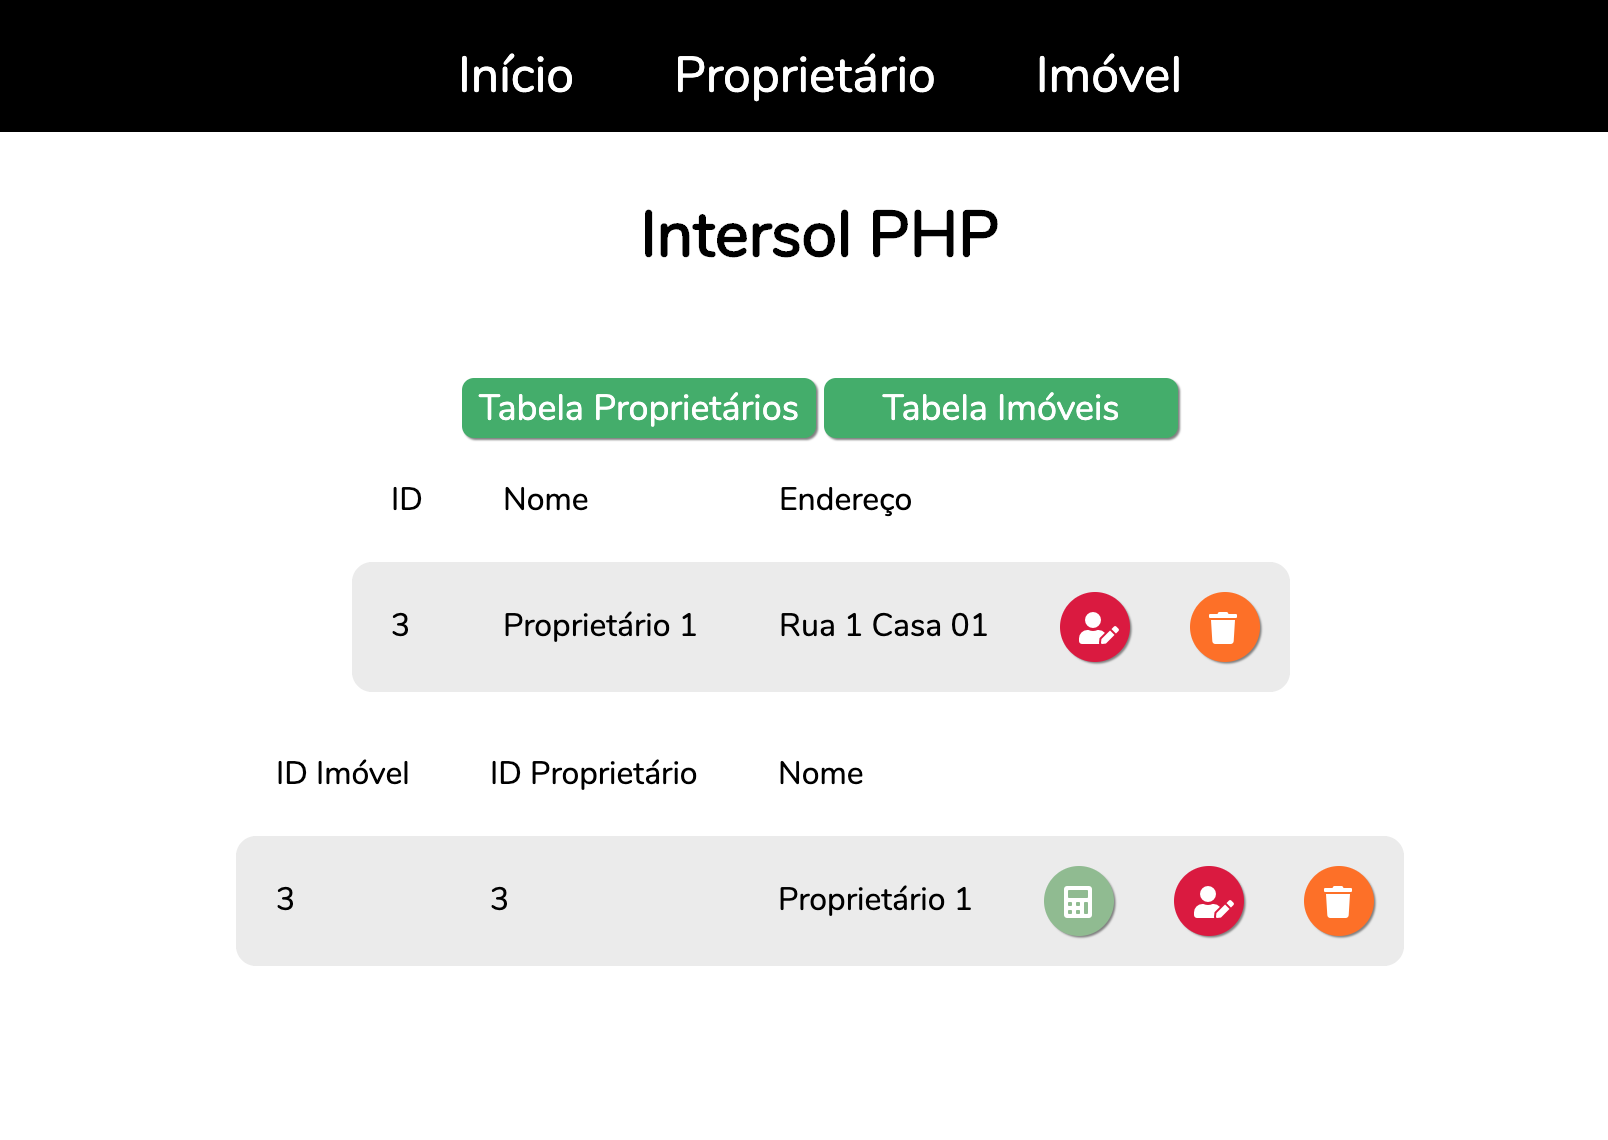 Início Proprietário Imóvel
Intersol PHP
Tabela Proprietários Tabela Imóveis
ID Nome Endereço
3 Proprietário 1 Rua 1 Casa 01
ID Imóvel ID Proprietário Nome
3 3 Proprietário 1